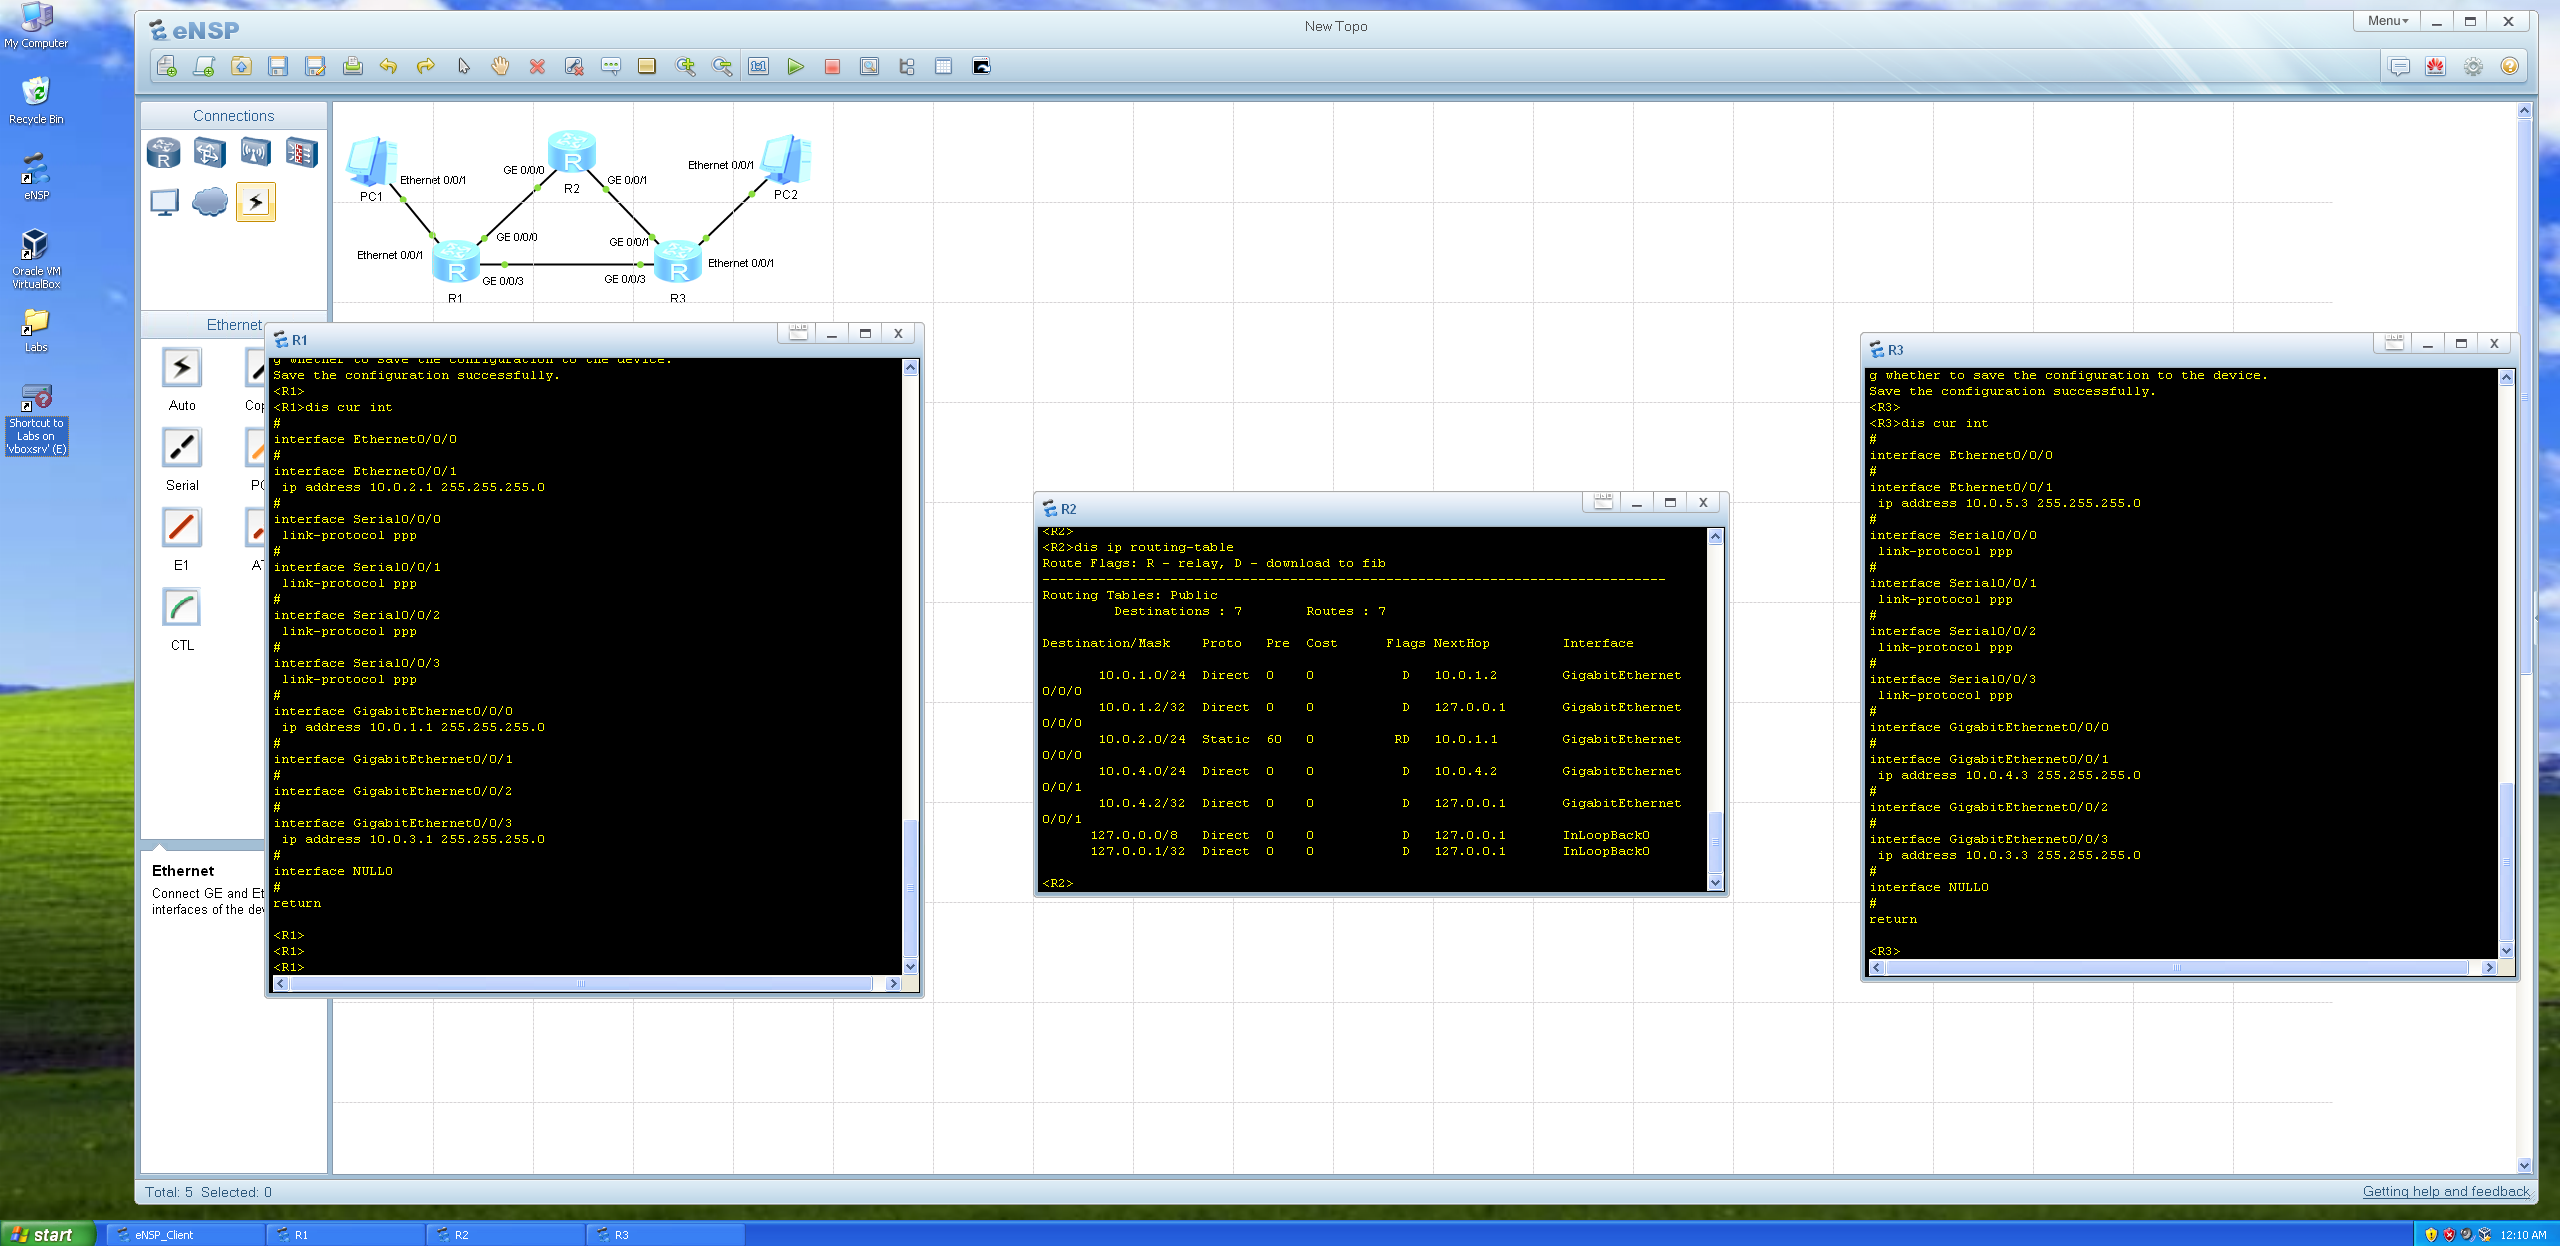 My Computer
Recycle Bin
eNSP
Oracle VM
VirtualBox
Labs
Shortcut to
Labs on
'vboxsrv' (E)
eNSP
New Topo
Menu
Connections
Ethernet
Auto
Serial
E1
CTL
Ethernet
Connect GE and Et
interfaces of the dev
PC1
Ethernet 0/0/1
GE 0/0/0
R2
GE 0/0/1
Ethernet 0/0/1
PC2
Ethernet 0/0/1
GE 0/0/0
GE 0/0/3
R1
GE 0/0/1
GE 0/0/3
Ethernet 0/0/1
R3
R1
g whether to save the configuration to the device.
Save the configuration successfully.
<R1>
<R1>dis cur int
#
interface Ethernet0/0/0
#
interface Ethernet0/0/1
ip address 10.0.2.1 255.255.255.0
#
interface Serial0/0/0
link-protocol ppp
#
interface Serial0/0/1
link-protocol ppp
#
interface Serial0/0/2
link-protocol ppp
#
interface Serial0/0/3
link-protocol ppp
#
interface GigabitEthernet0/0/0
ip address 10.0.1.1 255.255.255.0
#
interface GigabitEthernet0/0/1
#
interface GigabitEthernet0/0/2
#
interface GigabitEthernet0/0/3
ip address 10.0.3.1 255.255.255.0
#
interface NULL0
#
return
<R1>
<R1>
<R1>
R2
<R2>
<R2>dis ip routing-table
Route Flags: R - relay, D - download to fib
------------------------------------------------------------------------------
Routing Tables: Public
Destinations : 7 Routes : 7
Destination/Mask Proto Pre Cost Flags NextHop Interface
10.0.1.0/24 Direct 0 0 D 10.0.1.2 GigabitEthernet
0/0/0
10.0.1.2/32 Direct 0 0 D 127.0.0.1 GigabitEthernet
0/0/0
10.0.2.0/24 Static 60 0 RD 10.0.1.1 GigabitEthernet
0/0/0
10.0.4.0/24 Direct 0 0 D 10.0.4.2 GigabitEthernet
0/0/1
10.0.4.2/32 Direct 0 0 D 127.0.0.1 GigabitEthernet
0/0/1
127.0.0.0/8 Direct 0 0 D 127.0.0.1 InLoopBack0
127.0.0.1/32 Direct 0 0 D 127.0.0.1 InLoopBack0
<R2>
R3
g whether to save the configuration to the device.
Save the configuration successfully.
<R3>
<R3>dis cur int
#
interface Ethernet0/0/0
#
interface Ethernet0/0/1
ip address 10.0.5.3 255.255.255.0
#
interface Serial0/0/0
link-protocol ppp
#
interface Serial0/0/1
link-protocol ppp
#
interface Serial0/0/2
link-protocol ppp
#
interface Serial0/0/3
link-protocol ppp
#
interface GigabitEthernet0/0/0
#
interface GigabitEthernet0/0/1
ip address 10.0.4.3 255.255.255.0
#
interface GigabitEthernet0/0/2
#
interface GigabitEthernet0/0/3
ip address 10.0.3.3 255.255.255.0
#
interface NULL0
#
return
<R3>
Total: 5 Selected: 0
Getting help and feedback
start
eNSP_Client
R1
R2
R3
12:10 AM